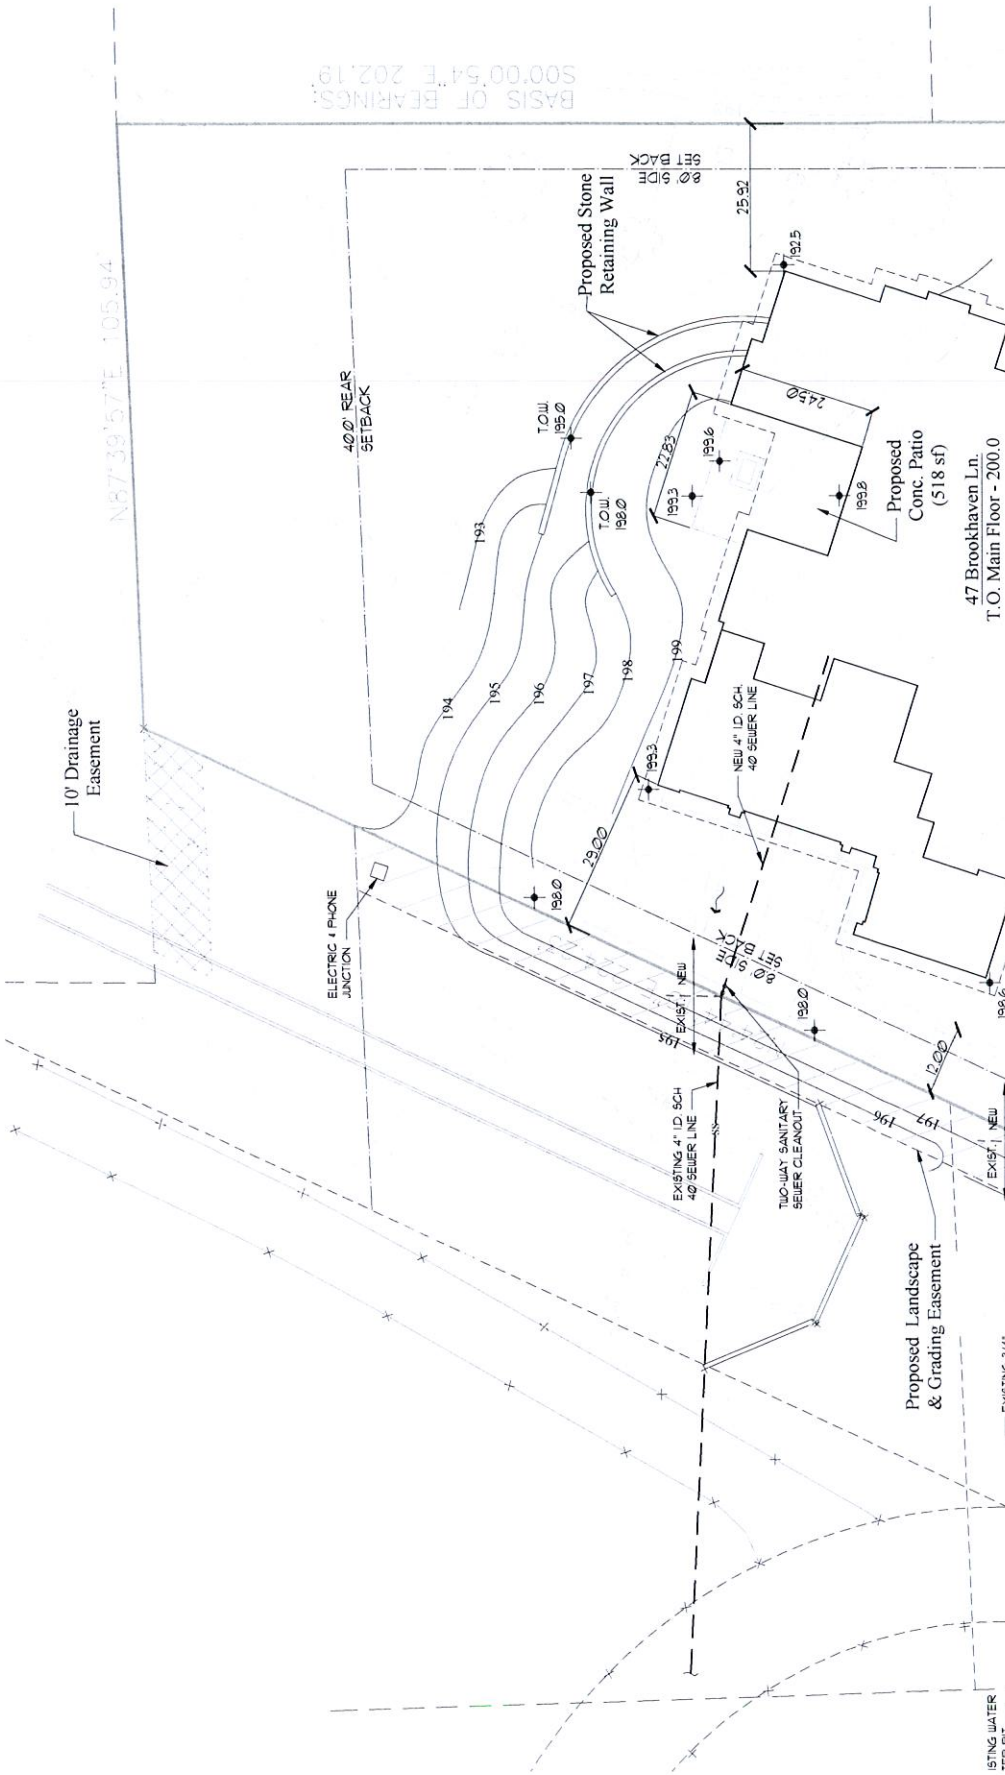 BASIS OF BEARINGS:
S00°00'54"E 202.19'
N87°39'57"E 105.94'
8.0' SIDE
SET BACK
25.92
192.5
Proposed Stone
Retaining Wall
40.0' REAR
SETBACK
T.O.W.
195.0
T.O.W.
198.0
22.83
24.50
199.6
199.3
199.8
Proposed
Conc. Patio
(518 sf)
47 Brookhaven Ln.
T.O. Main Floor - 200.0
193
194
195
196
197
198
199
10' Drainage
Easement
ELECTRIC & PHONE
JUNCTION
199.3
29.00
198.0
NEW 4" I.D. SCH.
40 SEWER LINE
8.0' SIDE
SET BACK
EXIST. NEW
198.0
198.6
12.00
195
196
197
EXISTING 4" I.D. SCH
40 SEWER LINE
SS
TWO-WAY SANITARY
SEWER CLEANOUT
EXIST. NEW
Proposed Landscape
& Grading Easement